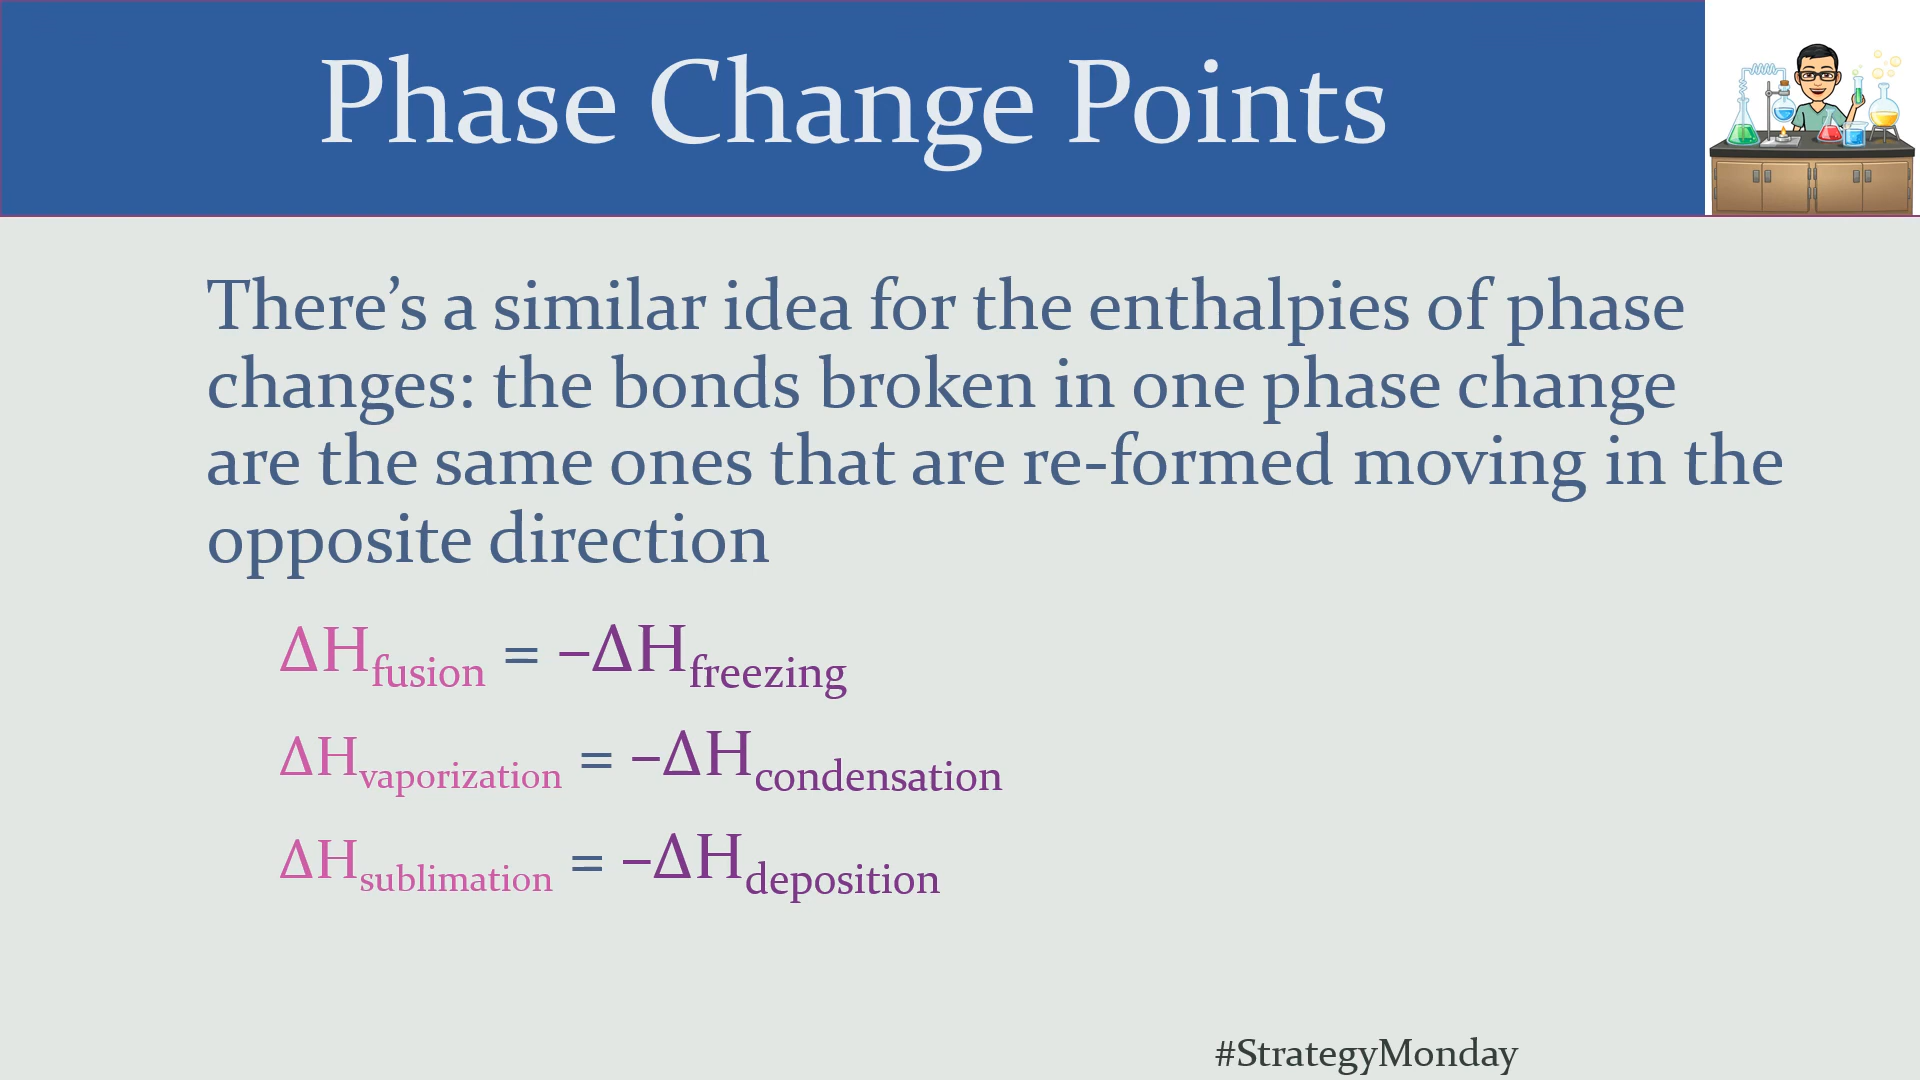 Phase Change Points
There’s a similar idea for the enthalpies of phase
changes: the bonds broken in one phase change
are the same ones that are re-formed moving in the
opposite direction
ΔHfusion = –ΔHfreezing
ΔHvaporization = –ΔHcondensation
ΔHsublimation = –ΔHdeposition
#StrategyMonday